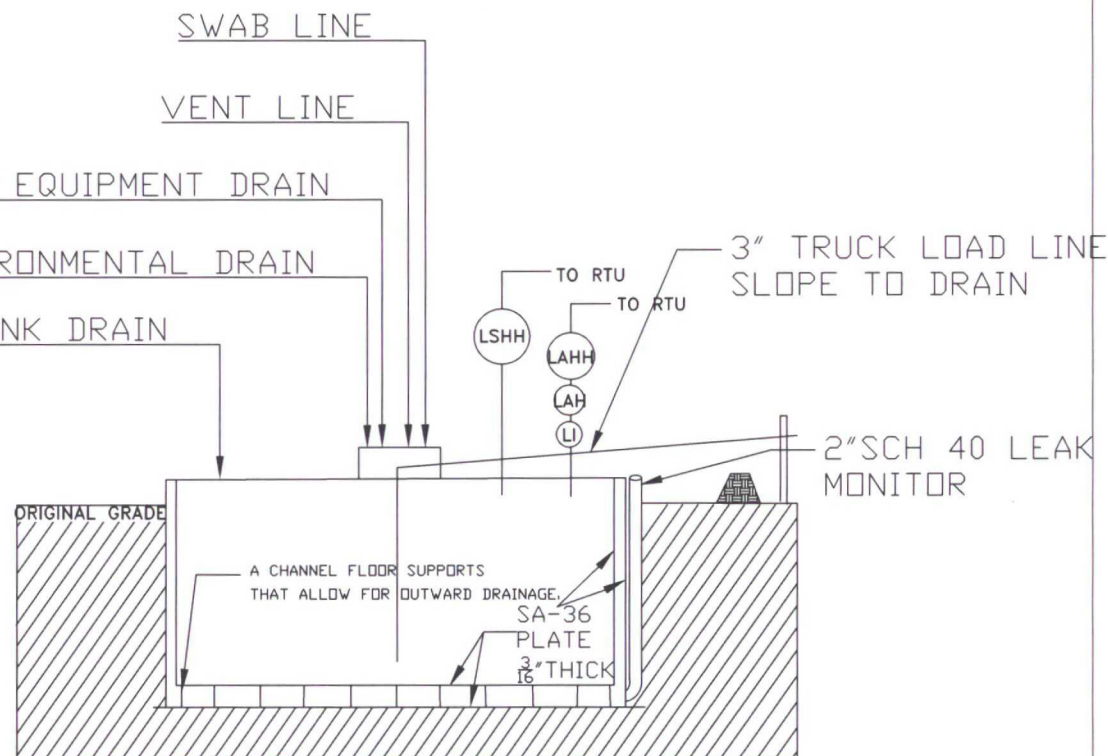 SWAB LINE
VENT LINE
EQUIPMENT DRAIN
RONMENTAL DRAIN
NK DRAIN
TO RTU
TO RTU
LSHH
LAHH
LAH
LI
3" TRUCK LOAD LINE
SLOPE TO DRAIN
2"SCH 40 LEAK
MONITOR
ORIGINAL GRADE
A CHANNEL FLOOR SUPPORTS
THAT ALLOW FOR OUTWARD DRAINAGE.
SA-36
PLATE
3/16"THICK